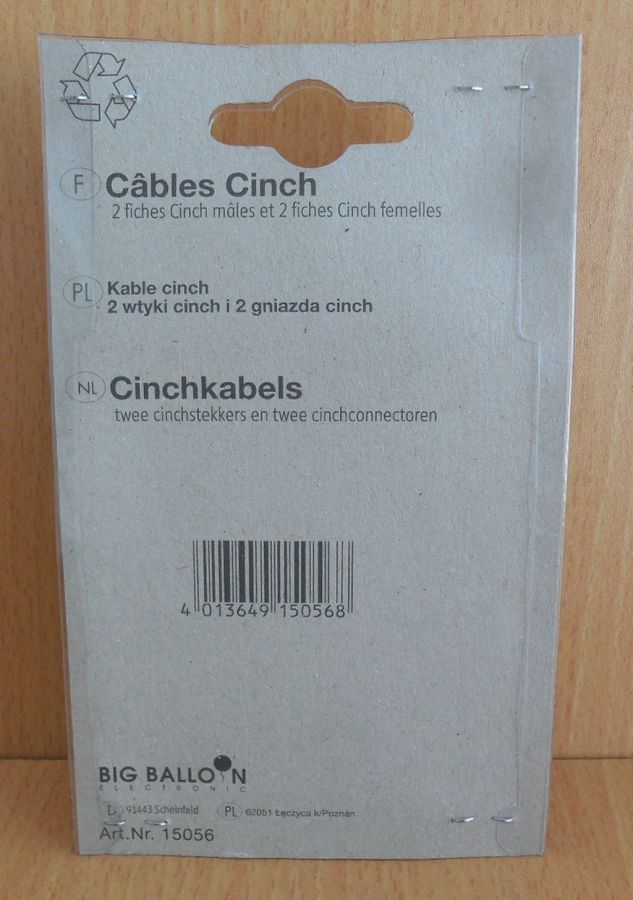 F Câbles Cinch
2 fiches Cinch mâles et 2 fiches Cinch femelles
PL Kable cinch
2 wtyki cinch i 2 gniazda cinch
NL Cinchkabels
twee cinchstekkers en twee cinchconnectoren
4 013649 150568
BIG BALLOON
ELECTRONIC
D 91443 Scheinfeld PL 62051 Łęczyca k/Poznań
Art.Nr. 15056